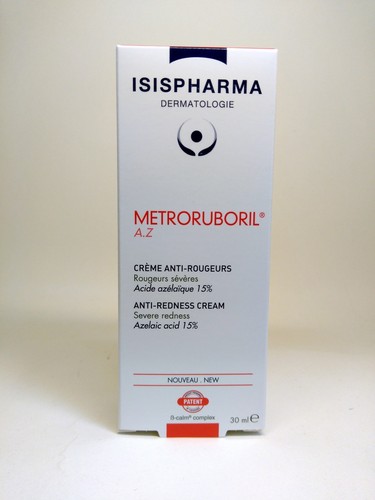 ISISPHARMA
DERMATOLOGIE
METRORUBORIL®
A.Z
CRÈME ANTI-ROUGEURS
Rougeurs sévères
Acide azélaïque 15%
ANTI-REDNESS CREAM
Severe redness
Azelaic acid 15%
NOUVEAU . NEW
PATENT
S-calm® complex
30 ml e